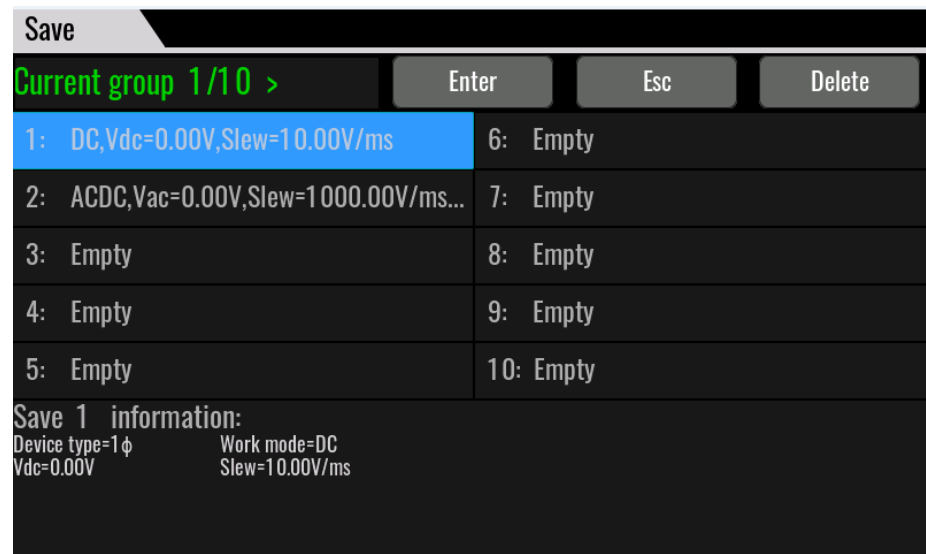 Save
Current group 1/10 > Enter Esc Delete
1: DC,Vdc=0.00V,Slew=10.00V/ms 6: Empty
2: ACDC,Vac=0.00V,Slew=1000.00V/ms... 7: Empty
3: Empty 8: Empty
4: Empty 9: Empty
5: Empty 10: Empty
Save 1 information:
Device type=1ϕ Work mode=DC
Vdc=0.00V Slew=10.00V/ms